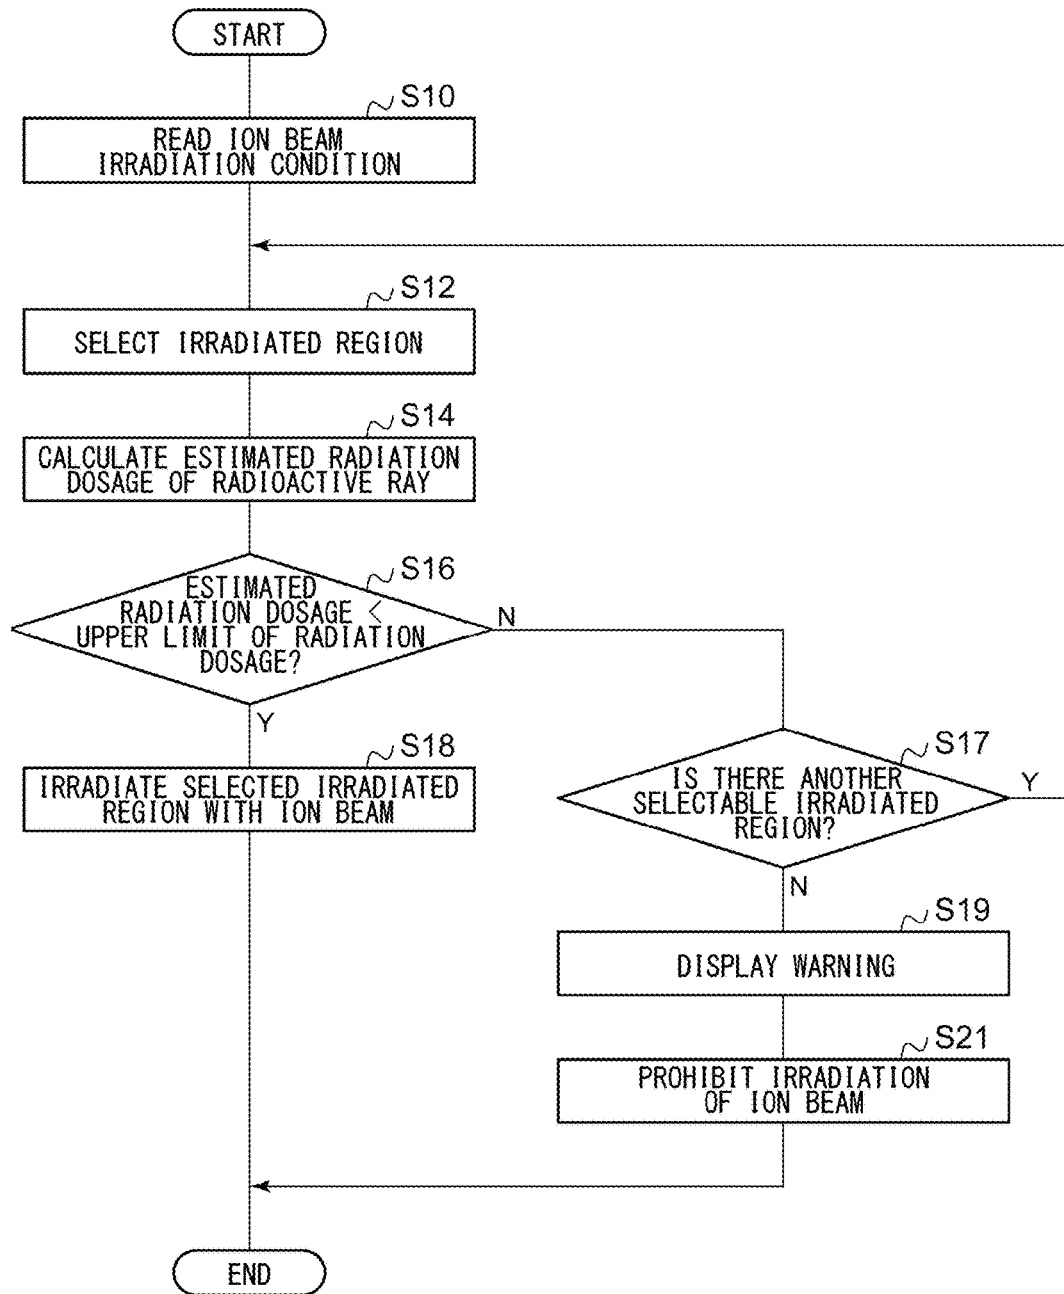 START
S10
READ ION BEAM
IRRADIATION CONDITION
S12
SELECT IRRADIATED REGION
S14
CALCULATE ESTIMATED RADIATION
DOSAGE OF RADIOACTIVE RAY
S16
ESTIMATED
RADIATION DOSAGE <
UPPER LIMIT OF RADIATION
DOSAGE?
N
Y
S18
IRRADIATE SELECTED IRRADIATED
REGION WITH ION BEAM
S17
IS THERE ANOTHER
SELECTABLE IRRADIATED
REGION?
Y
N
S19
DISPLAY WARNING
S21
PROHIBIT IRRADIATION
OF ION BEAM
END